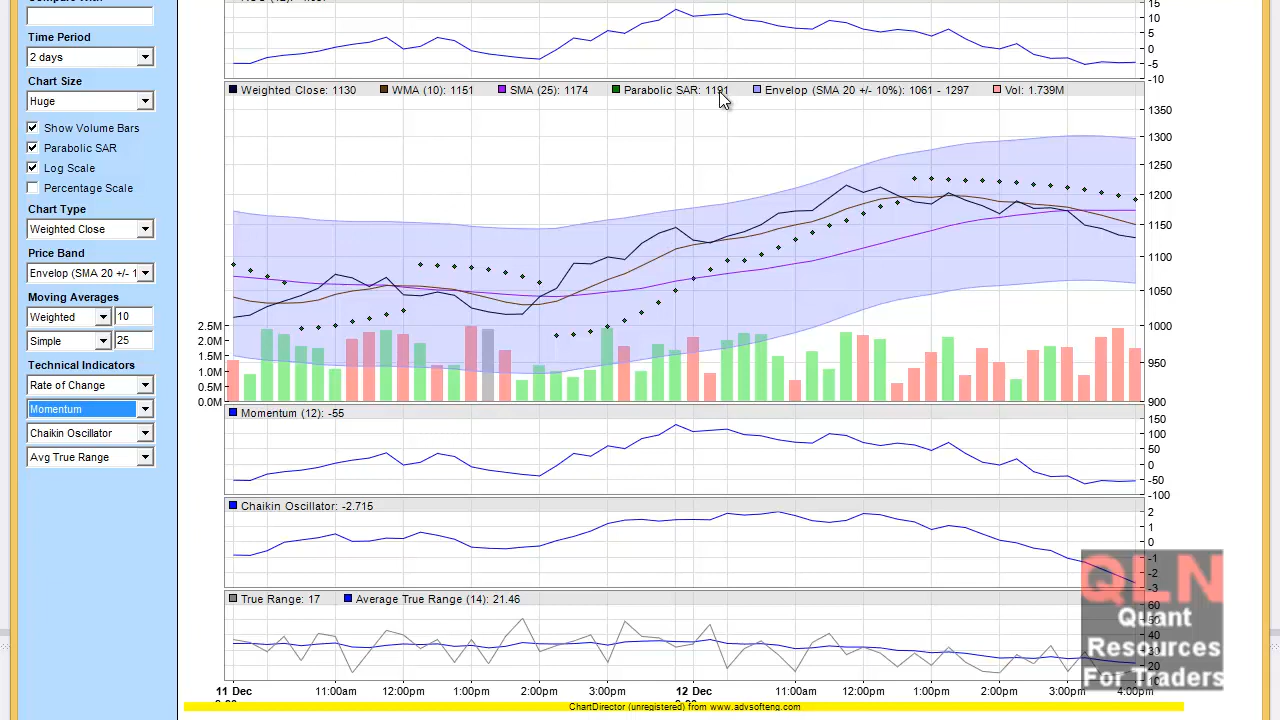 Time Period
2 days
Chart Size
Huge
Show Volume Bars
Parabolic SAR
Log Scale
Percentage Scale
Chart Type
Weighted Close
Price Band
Envelop (SMA 20 +/- 1
Moving Averages
Weighted 10
Simple 25
Technical Indicators
Rate of Change
Momentum
Chaikin Oscillator
Avg True Range
15
10
5
0
-5
-10
Weighted Close: 1130 WMA (10): 1151 SMA (25): 1174 Parabolic SAR: 1191 Envelop (SMA 20 +/- 10%): 1061 - 1297 Vol: 1.739M
1350
1300
1250
1200
1150
1100
1050
1000
950
900
2.5M
2.0M
1.5M
1.0M
0.5M
0.0M
Momentum (12): -55
150
100
50
0
-50
-100
Chaikin Oscillator: -2.715
2
1
0
-1
-2
-3
True Range: 17 Average True Range (14): 21.46
60
50
40
30
20
10
11 Dec 11:00am 12:00pm 1:00pm 2:00pm 3:00pm 12 Dec 11:00am 12:00pm 1:00pm 2:00pm 3:00pm 4:00pm
ChartDirector (unregistered) from www.advsofteng.com
QLN
Quant
Resources
For Traders